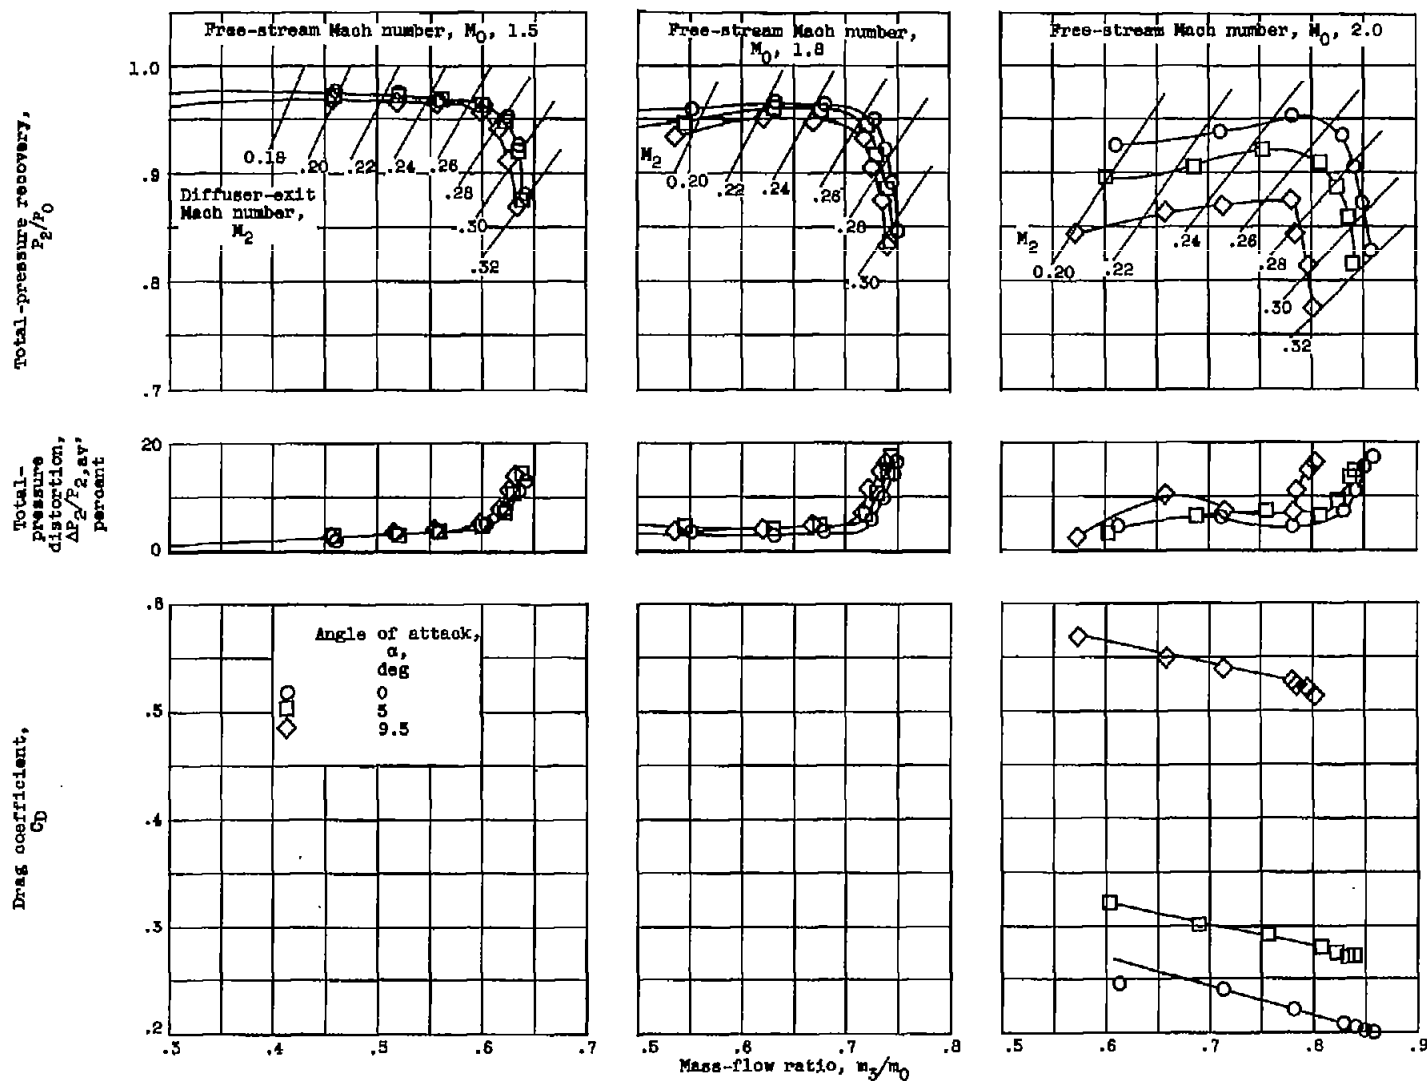 Free-stream Mach number, M0, 1.5
Free-stream Mach number,
M0, 1.8
Free-stream Mach number, M0, 2.0
Total-pressure recovery,
P2/P0
1.0
.9
.8
.7
0.18
.20
.22
.24
.26
.28
.30
.32
Diffuser-exit
Mach number,
M2
M2
0.20
.22
.24
.26
.28
.30
M2
0.20
.22
.24
.26
.28
.30
.32
Total-
pressure
distortion,
ΔP2/P2,av,
percent
20
10
0
Drag coefficient,
CD
.6
.5
.4
.3
.2
Angle of attack,
α,
deg
0
5
9.5
.3 .4 .5 .6 .7
.5 .6 .7 .8
.5 .6 .7 .8 .9
Mass-flow ratio, m3/m0